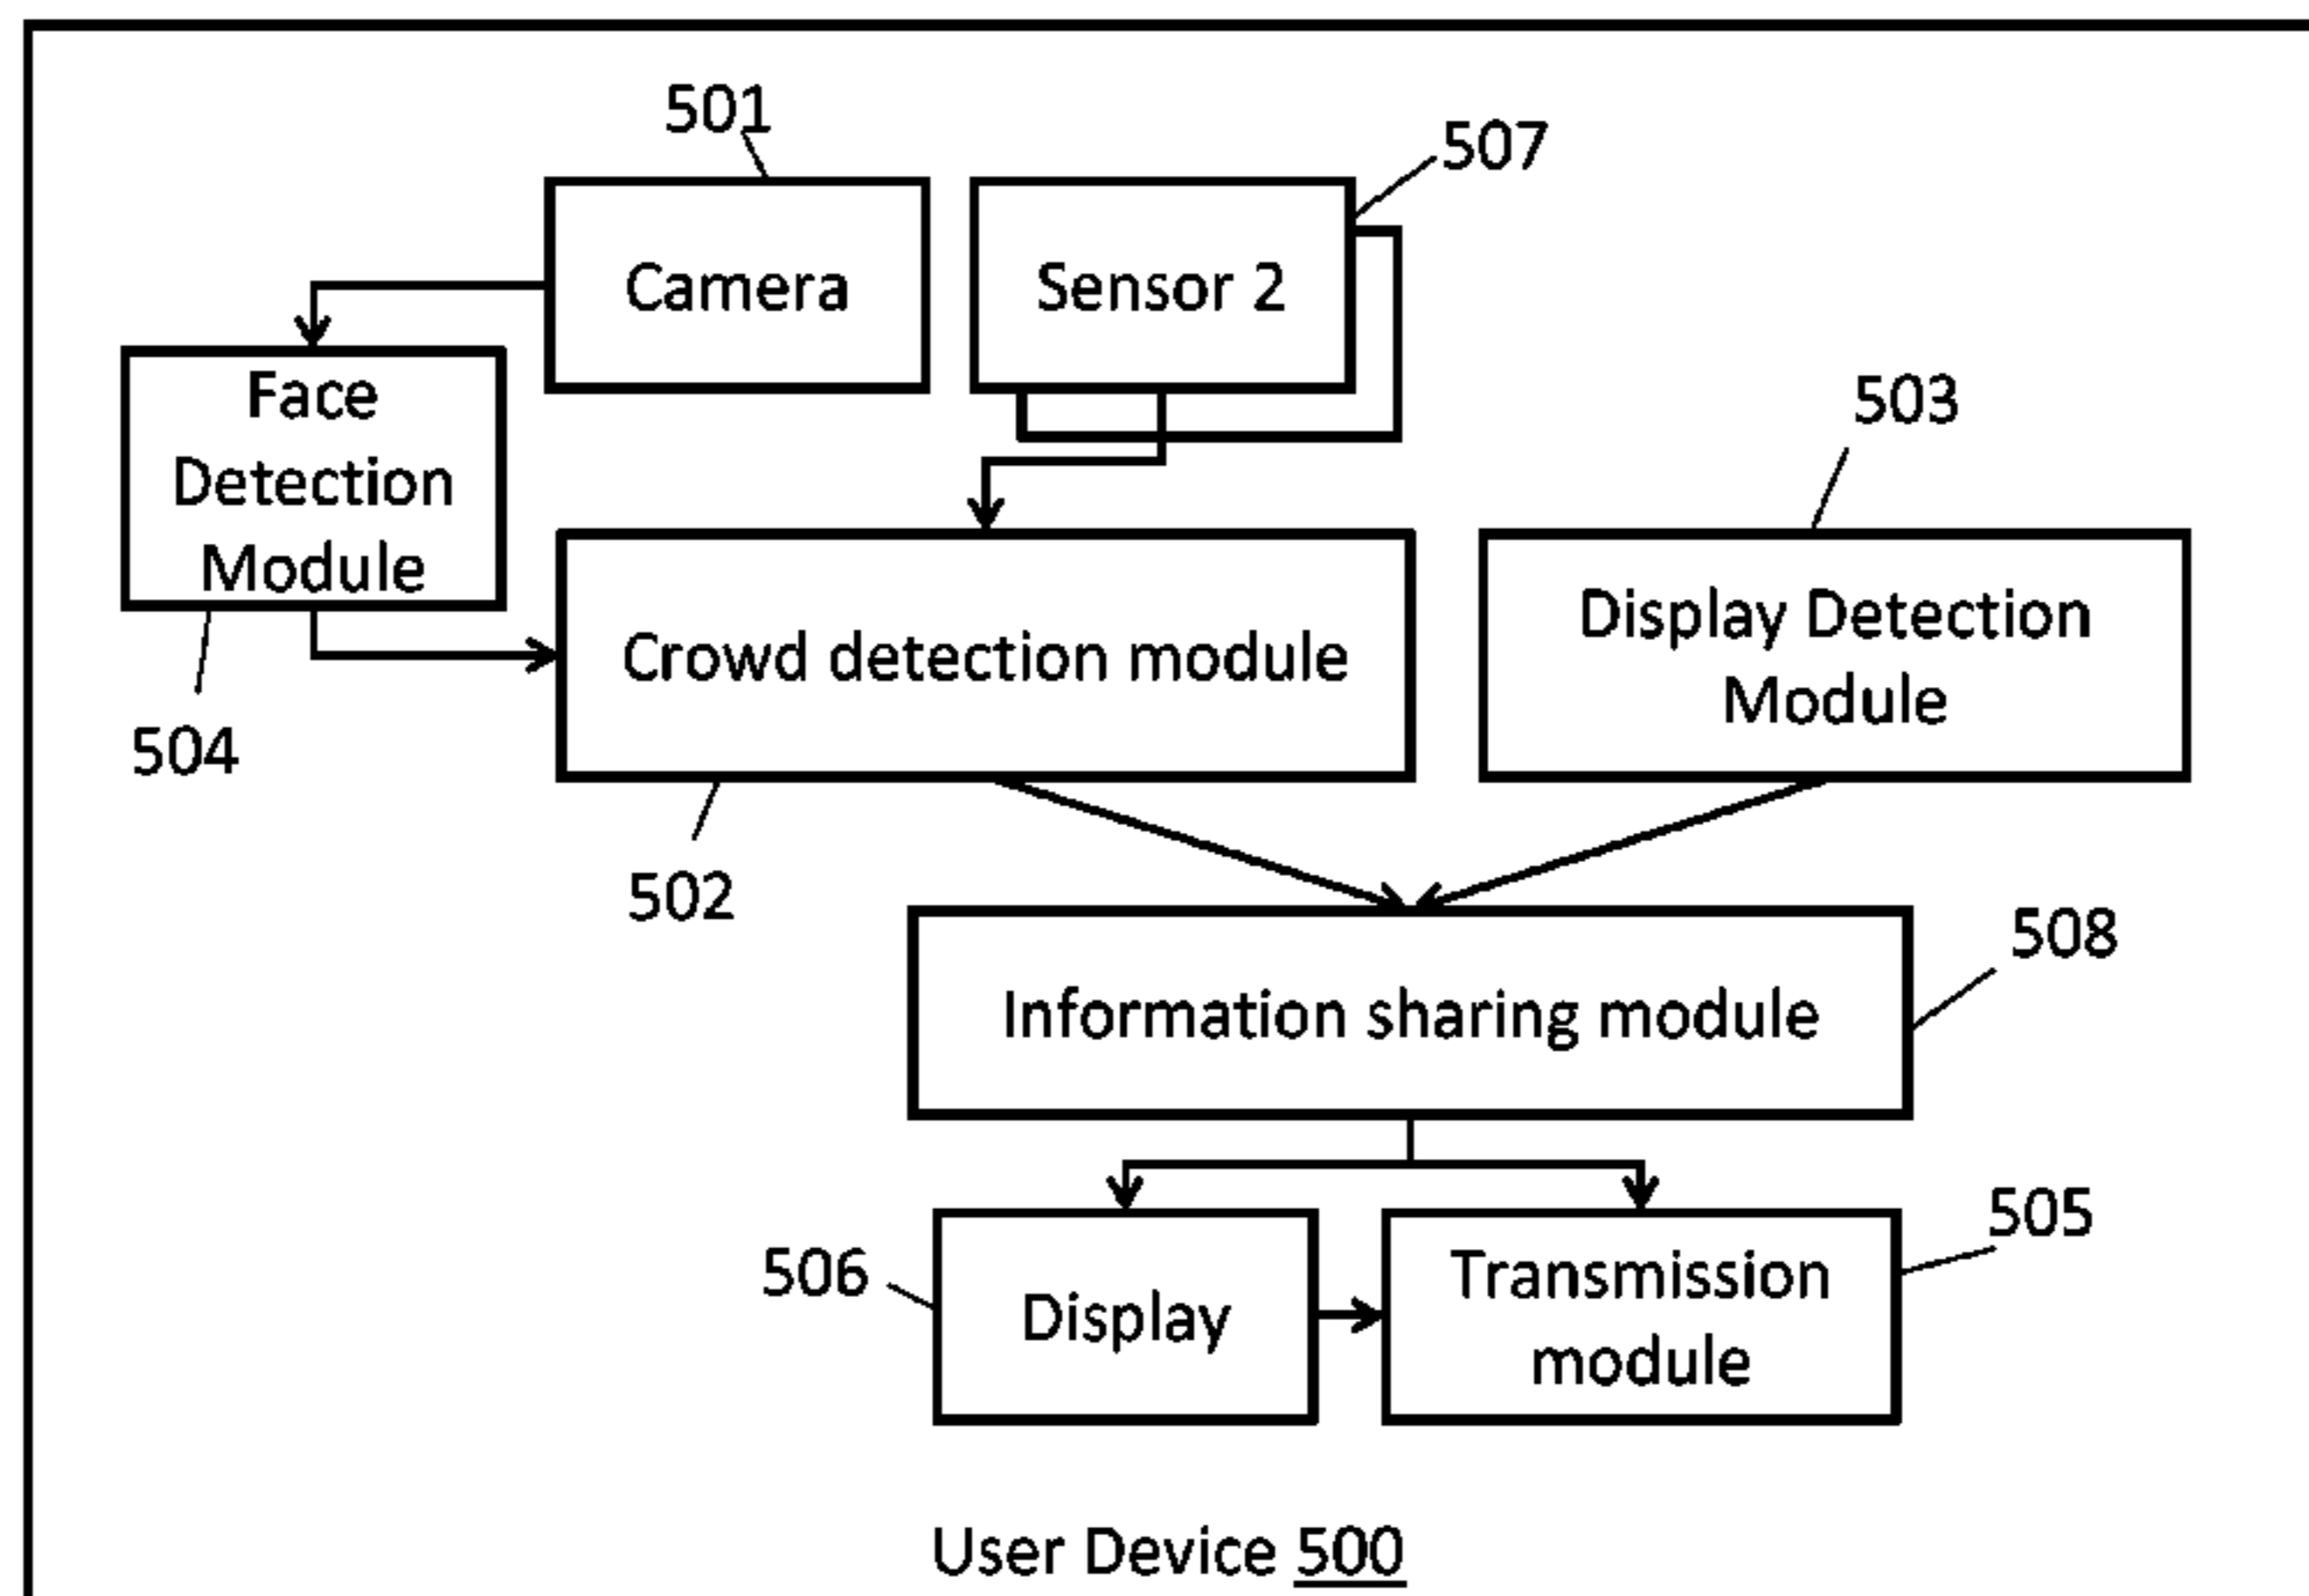 501
507
Camera
Sensor 2
Face
Detection
Module
503
504
Crowd detection module
Display Detection
Module
502
508
Information sharing module
505
506
Display
Transmission
module
User Device 500